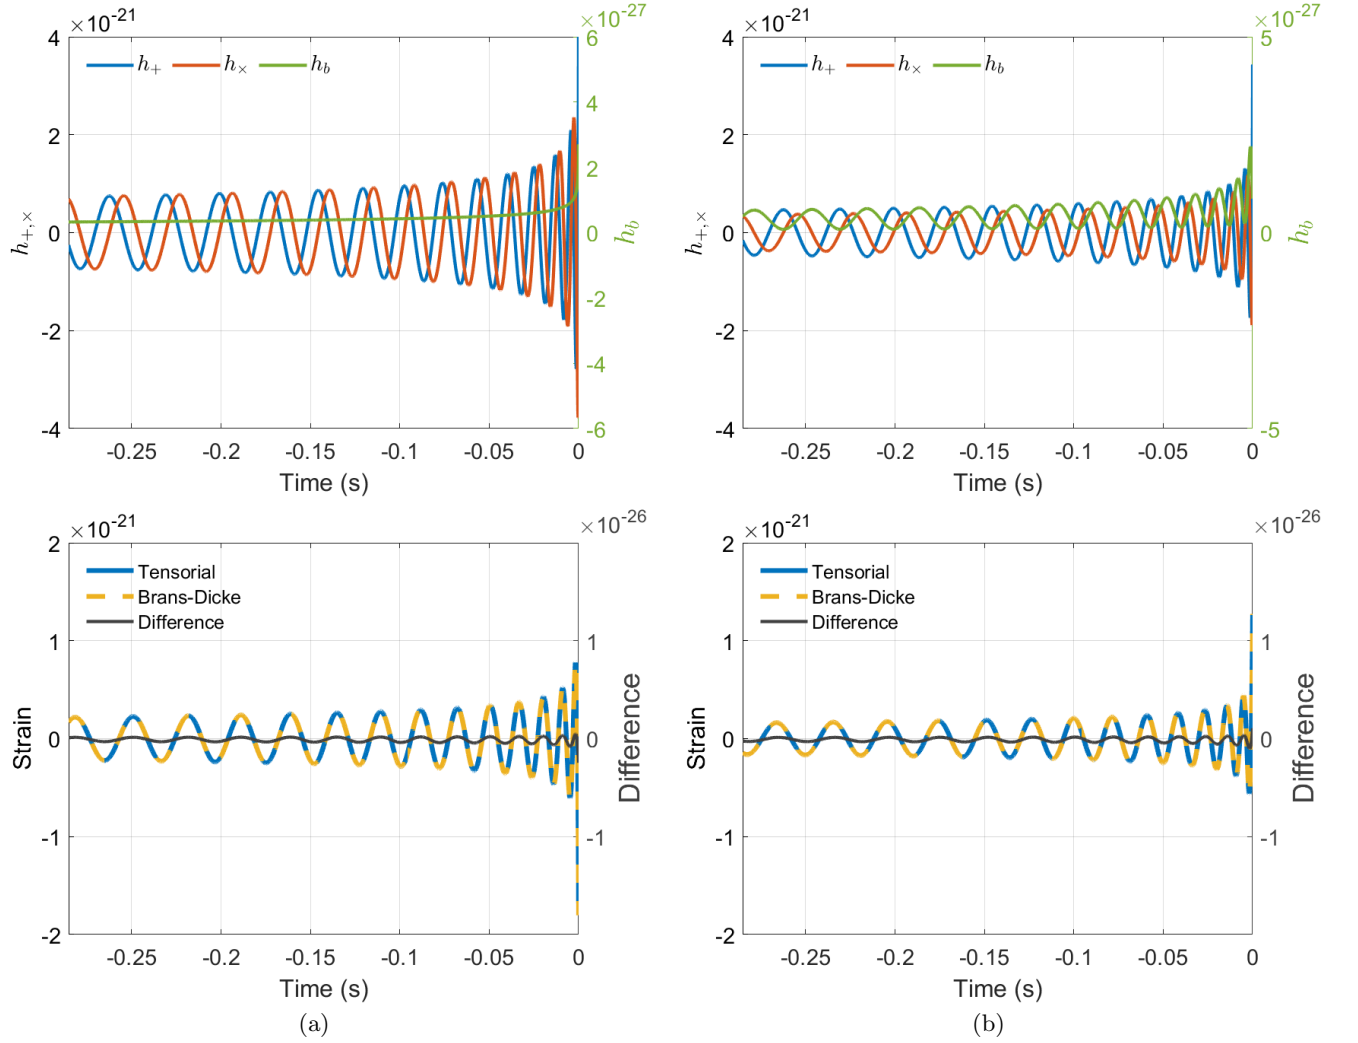 ×10-21
×10-27
4
2
0
-2
-4
h+,×
h+ h× hb
6
4
2
0
-2
-4
-6
hb
-0.25 -0.2 -0.15 -0.1 -0.05 0
Time (s)
×10-21
×10-27
4
2
0
-2
-4
h+,×
h+ h× hb
5
0
-5
hb
-0.25 -0.2 -0.15 -0.1 -0.05 0
Time (s)
×10-21
×10-26
2
1
0
-1
-2
Strain
Tensorial
Brans-Dicke
Difference
1
0
-1
Difference
-0.25 -0.2 -0.15 -0.1 -0.05 0
Time (s)
(a)
×10-21
×10-26
2
1
0
-1
-2
Strain
Tensorial
Brans-Dicke
Difference
1
0
-1
Difference
-0.25 -0.2 -0.15 -0.1 -0.05 0
Time (s)
(b)